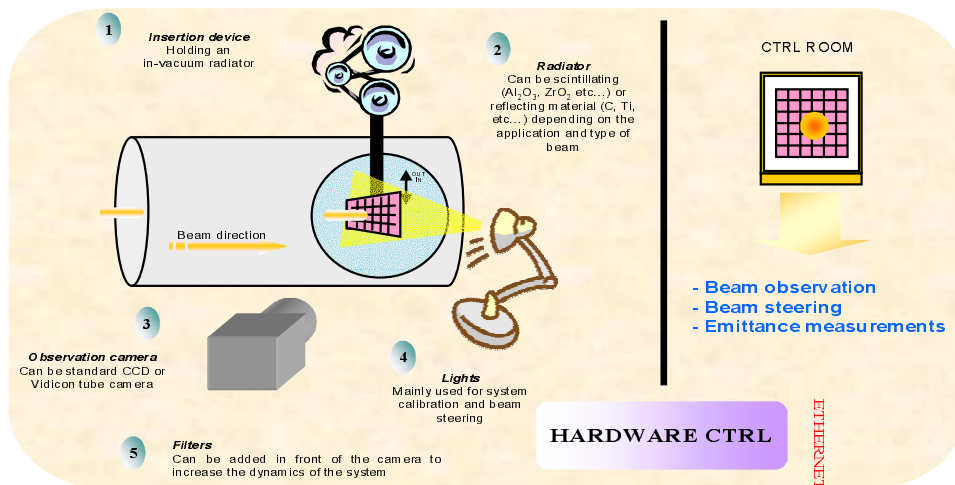 1
Insertion device
Holding an
in-vacuum radiator
2
Radiator
Can be scintillating
(Al2O3, ZrO2 etc...) or
reflecting material (C, Ti,
etc...) depending on the
application and type of
beam
OUT
IN
Beam direction
3
Observation camera
Can be standard CCD or
Vidicon tube camera
4
Lights
Mainly used for system
calibration and beam
steering
5
Filters
Can be added in front of the camera to
increase the dynamics of the system
CTRL ROOM
- Beam observation
- Beam steering
- Emittance measurements
HARDWARE CTRL
ETHERNET